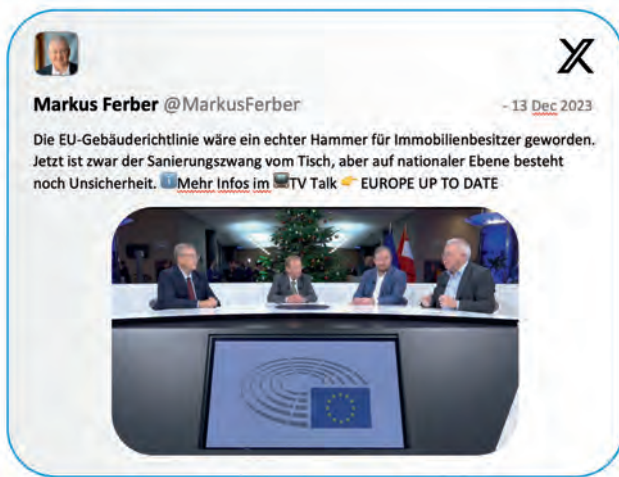 Markus Ferber @MarkusFerber - 13 Dec 2023
Die EU-Gebäuderichtlinie wäre ein echter Hammer für Immobilienbesitzer geworden.
Jetzt ist zwar der Sanierungszwang vom Tisch, aber auf nationaler Ebene besteht
noch Unsicherheit. ℹ️Mehr Infos im 📺TV Talk 👉 EUROPE UP TO DATE